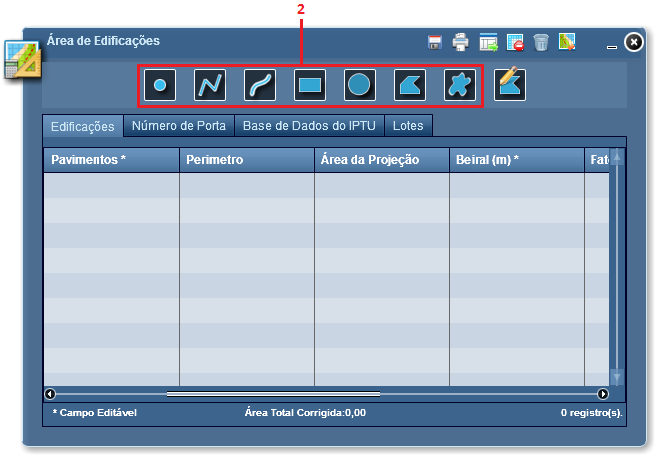 2
Área de Edificações
Edificações Número de Porta Base de Dados do IPTU Lotes
Pavimentos * Perimetro Área da Projeção Beiral (m) * Fat
* Campo Editável Área Total Corrigida:0,00 0 registro(s).